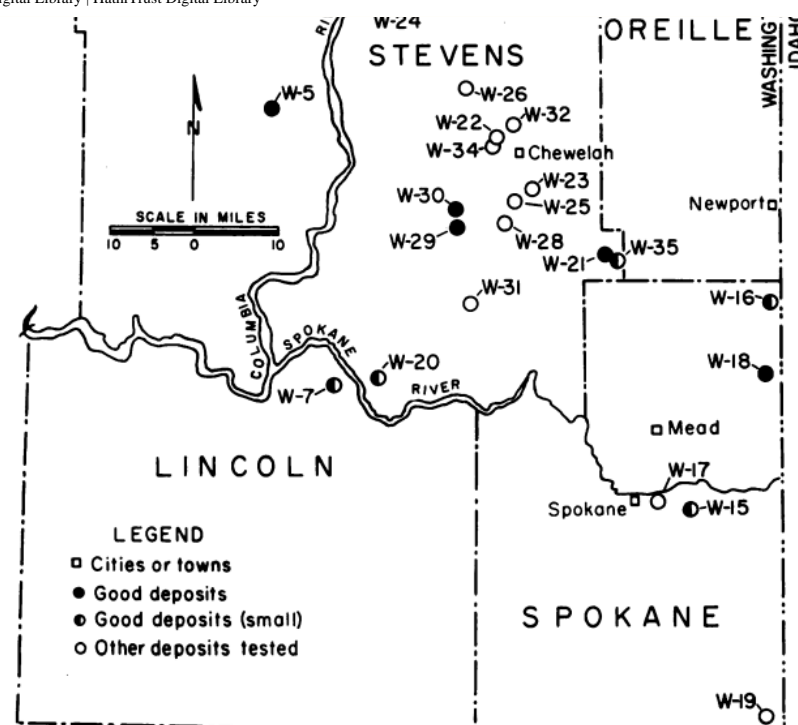 Digital Library | HathiTrust Digital Library
W-24
OREILLE
STEVENS
WASHING
IDAHO
W-5
W-26
W-32
W-22
N
W-34
Chewelah
W-23
W-30
W-25
Newport
SCALE IN MILES
10 5 0 10
W-29
W-28
W-35
W-21
W-31
W-16
COLUMBIA
SPOKANE
W-20
W-18
W-7
RIVER
Mead
LINCOLN
W-17
Spokane
W-15
LEGEND
Cities or towns
Good deposits
Good deposits (small)
Other deposits tested
SPOKANE
W-19